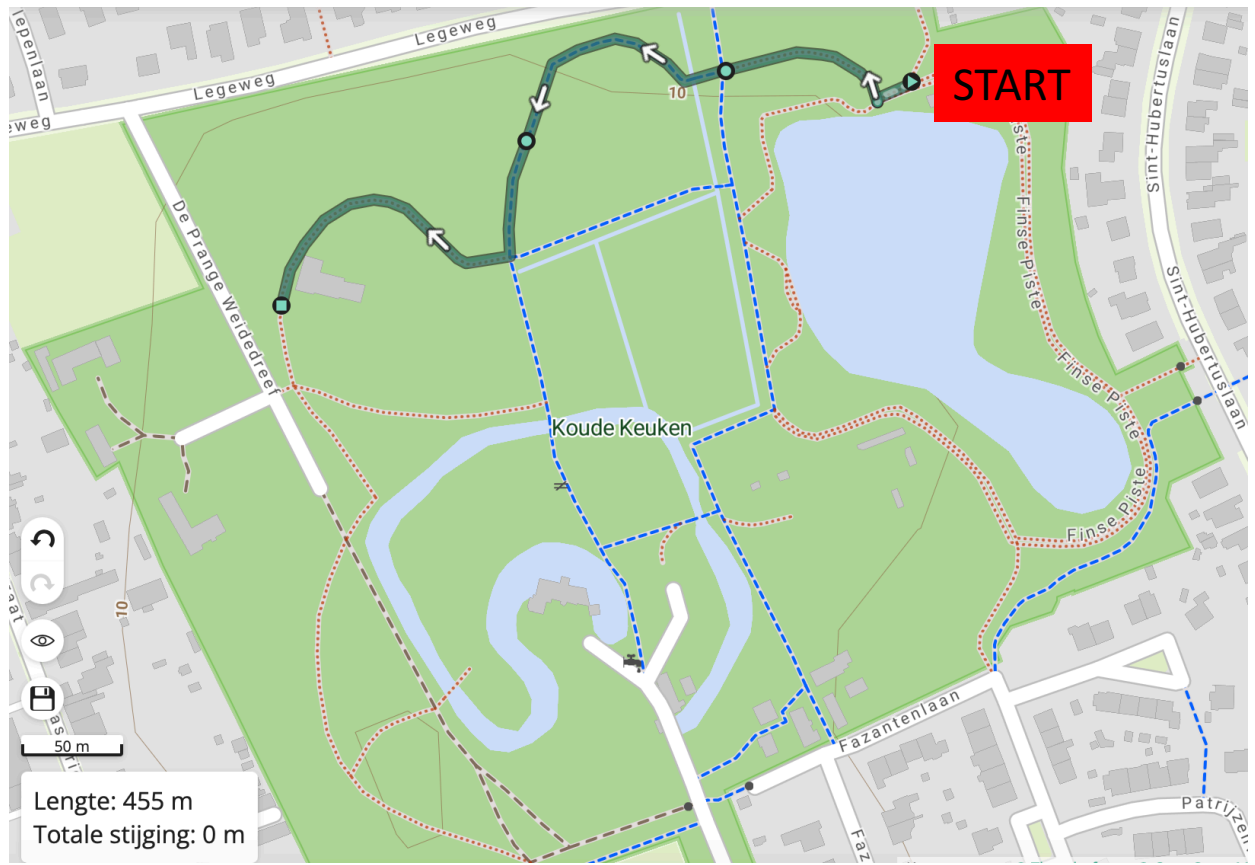 Legeweg
Legeweg
START
De Prange Weidedreef
Finse Piste
Finse Piste
Finse Piste
Finse Piste
Sint-Hubertuslaan
Sint-Hubertuslaan
10
10
Koude Keuken
Fazantenlaan
50 m
Lengte: 455 m
Totale stijging: 0 m